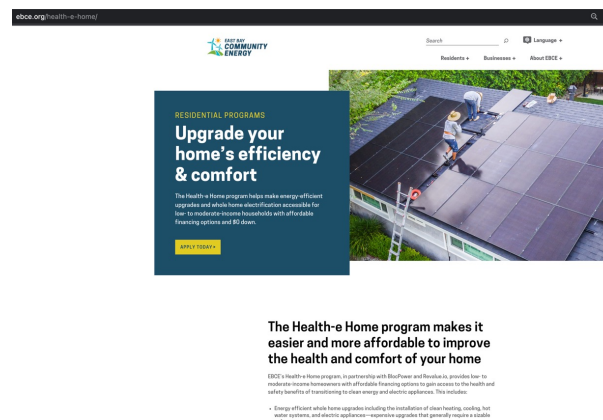 ebce.org/health-e-home/
EAST BAY
COMMUNITY
ENERGY
Search
Language +
Residents +
Businesses +
About EBCE +
RESIDENTIAL PROGRAMS
Upgrade your
home's efficiency
& comfort
The Health-e Home program helps make energy-efficient
upgrades and whole home electrification accessible for
low- to moderate-income households with affordable
financing options and $0 down.
APPLY TODAY+
The Health-e Home program makes it
easier and more affordable to improve
the health and comfort of your home
EBCE's Health-e Home program, in partnership with BlocPower and Revalue.io, provides low- to
moderate income homeowners with affordable financing options to gain access to the health and
safety benefits of transitioning to clean energy and electric appliances. This includes:
• Energy efficient whole home upgrades including the installation of clean heating, cooling, hot
water systems, and electric appliances—expensive upgrades that generally require a sizable